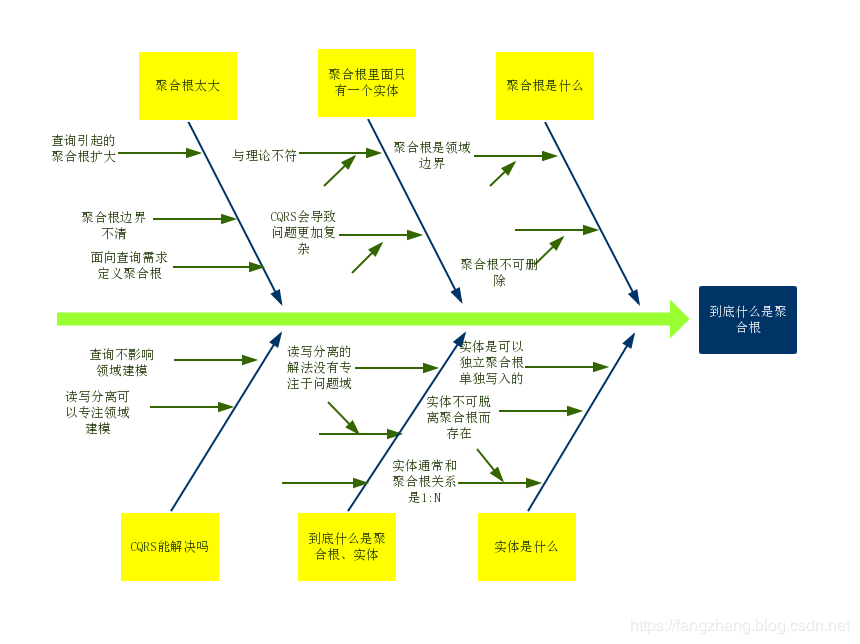 聚合根太大
聚合根里面只
有一个实体
聚合根是什么
查询引起的
聚合根扩大
与理论不符
聚合根是领域
边界
聚合根边界
不清
CQRS会导致
问题更加复
杂
面向查询需求
定义聚合根
聚合根不可删
除
到底什么是聚
合根
查询不影响
领域建模
读写分离的
解法没有专
注于问题域
实体是可以
独立聚合根
单独写入的
读写分离可
以专注领域
建模
实体不可脱
离聚合根而
存在
实体通常和
聚合根关系
是1:N
CQRS能解决吗
到底什么是聚
合根、实体
实体是什么
https://fangzhang.blog.csdn.net